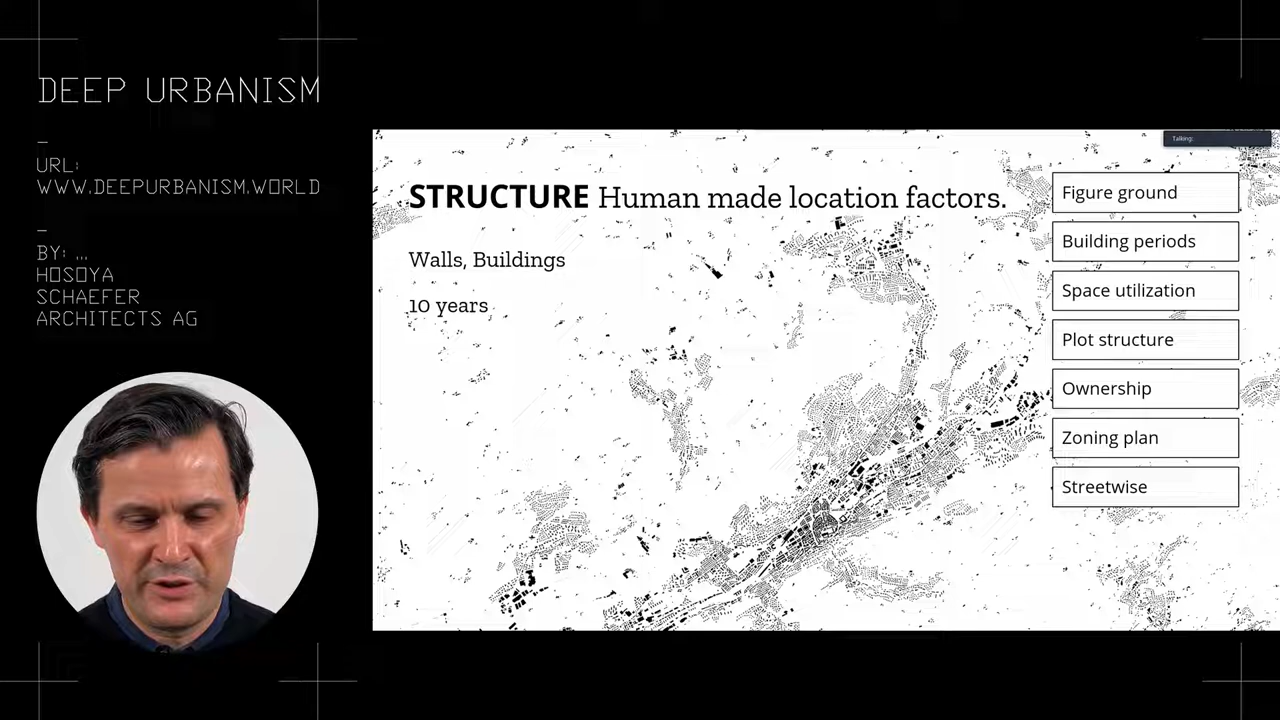 DEEP URBANISM
–
URL:
WWW.DEEPURBANISM.WORLD
–
BY: ...
HOSOYA
SCHAEFER
ARCHITECTS AG
Talking:
STRUCTURE Human made location factors.
Walls, Buildings
10 years
Figure ground
Building periods
Space utilization
Plot structure
Ownership
Zoning plan
Streetwise